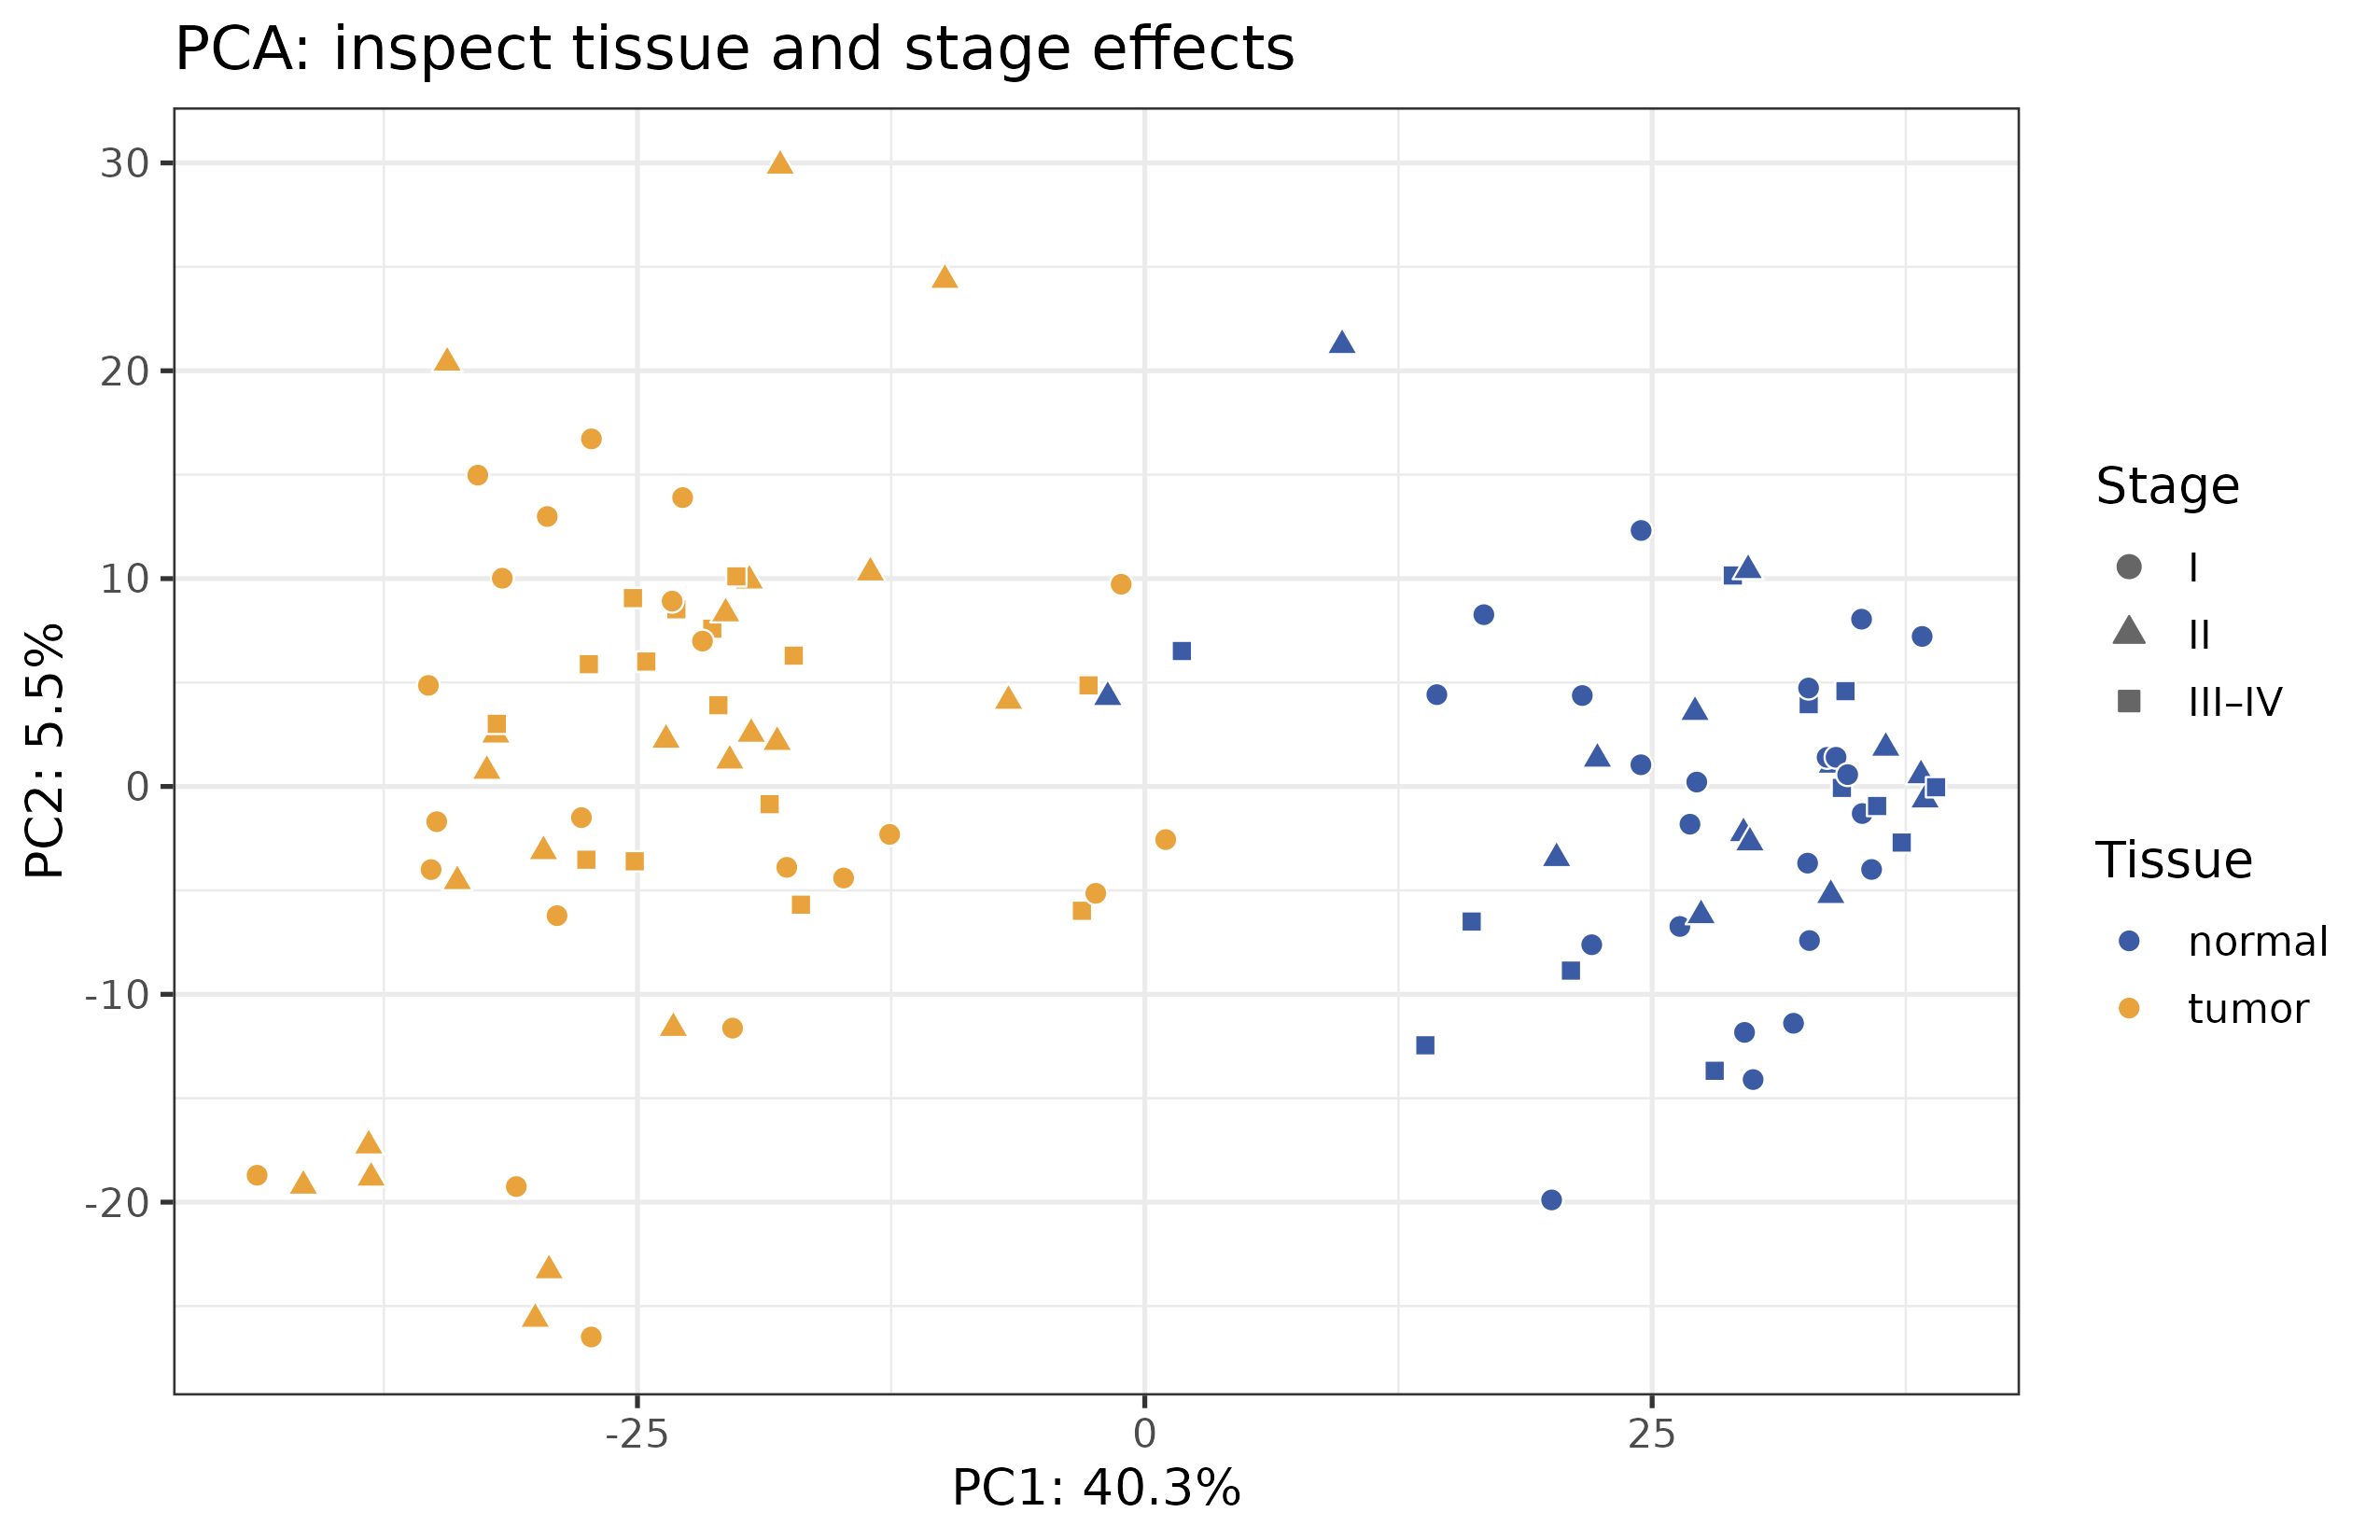 PCA: inspect tissue and stage effects
30
20
10
0
-10
-20
PC2: 5.5%
-25
0
25
PC1: 40.3%
Stage
I
II
III–IV
Tissue
normal
tumor